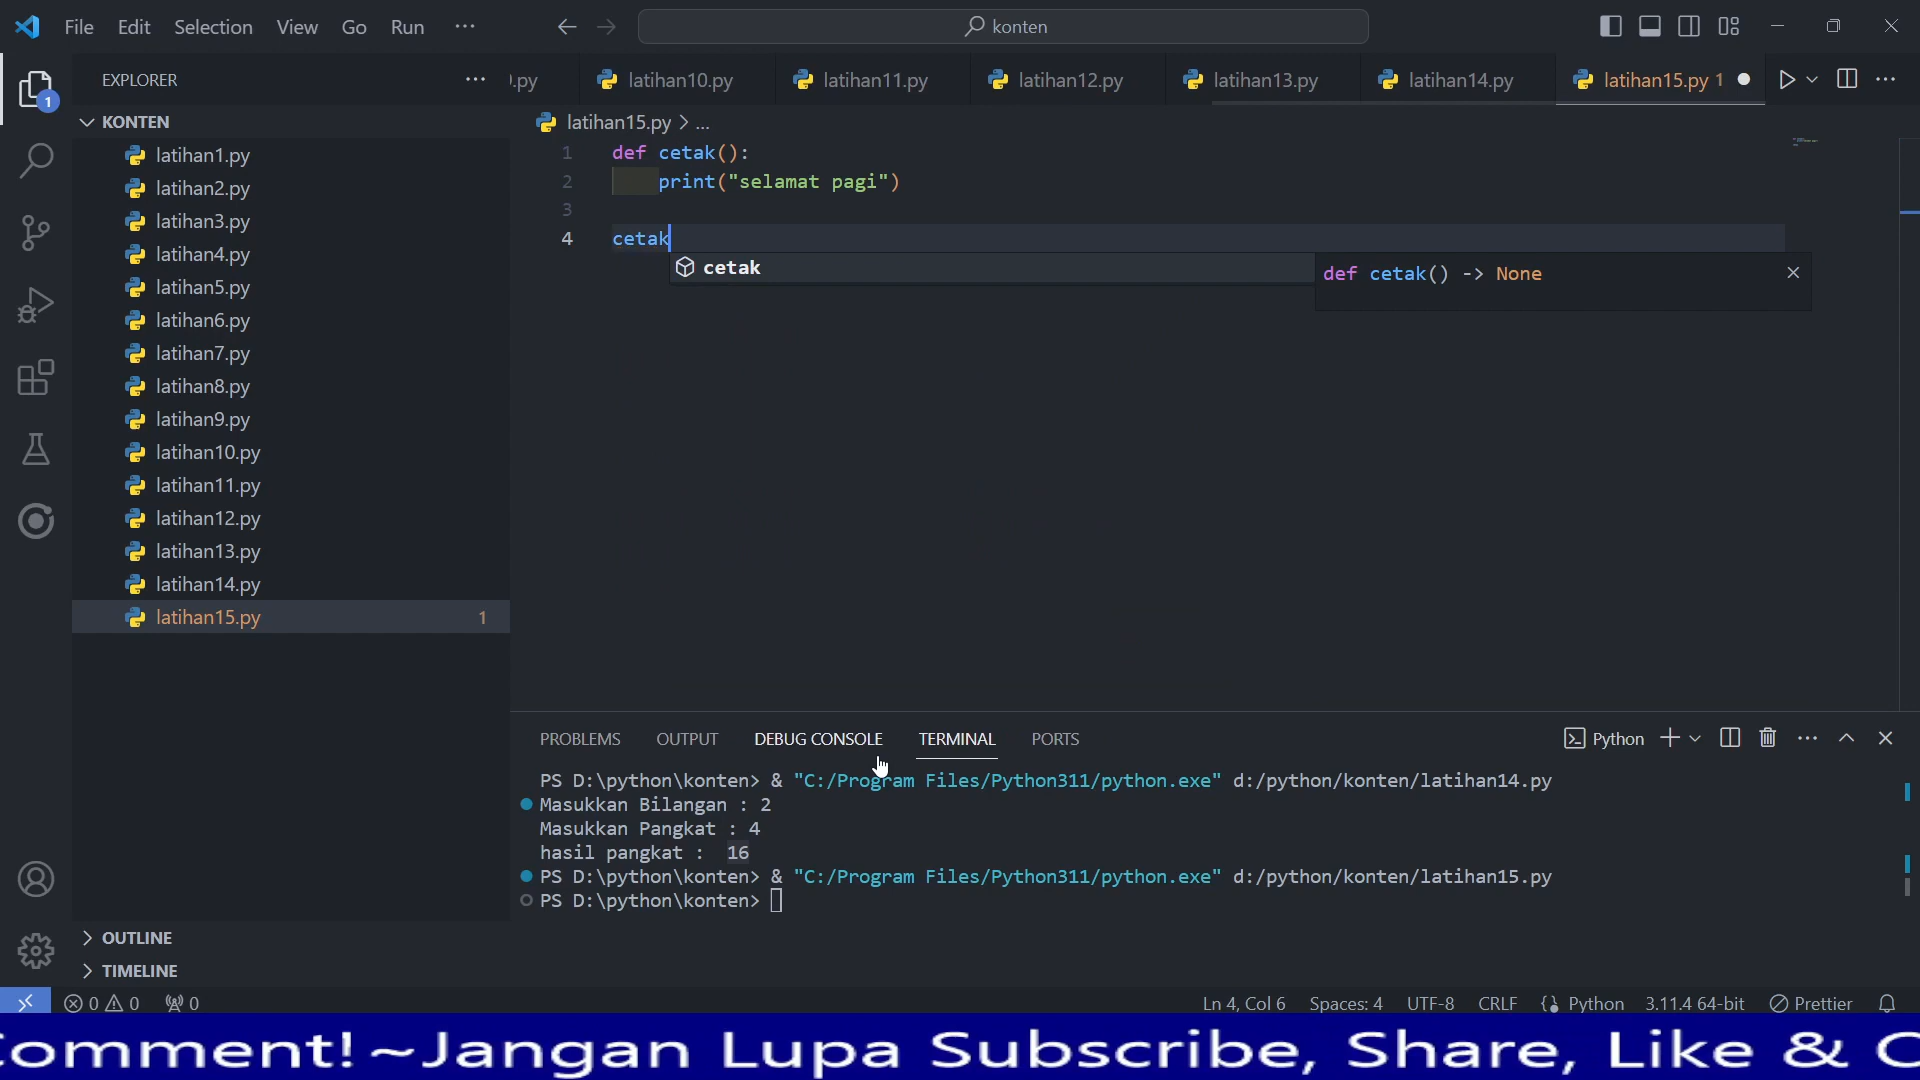 File Edit Selection View Go Run ··· konten
EXPLORER ··· .py latihan10.py latihan11.py latihan12.py latihan13.py latihan14.py latihan15.py 1
1
KONTEN
latihan15.py > ...
latihan1.py
latihan2.py
latihan3.py
latihan4.py
latihan5.py
latihan6.py
latihan7.py
latihan8.py
latihan9.py
latihan10.py
latihan11.py
latihan12.py
latihan13.py
latihan14.py
latihan15.py 1
1 def cetak():
2 print("selamat pagi")
3
4 cetak
cetak
def cetak() -> None
PROBLEMS OUTPUT DEBUG CONSOLE TERMINAL PORTS Python
PS D:\python\konten> & "C:/Program Files/Python311/python.exe" d:/python/konten/latihan14.py
Masukkan Bilangan : 2
Masukkan Pangkat : 4
hasil pangkat : 16
PS D:\python\konten> & "C:/Program Files/Python311/python.exe" d:/python/konten/latihan15.py
PS D:\python\konten>
OUTLINE
TIMELINE
0 0 0 Ln 4, Col 6 Spaces: 4 UTF-8 CRLF Python 3.11.4 64-bit Prettier
omment! ~Jangan Lupa Subscribe, Share, Like & C